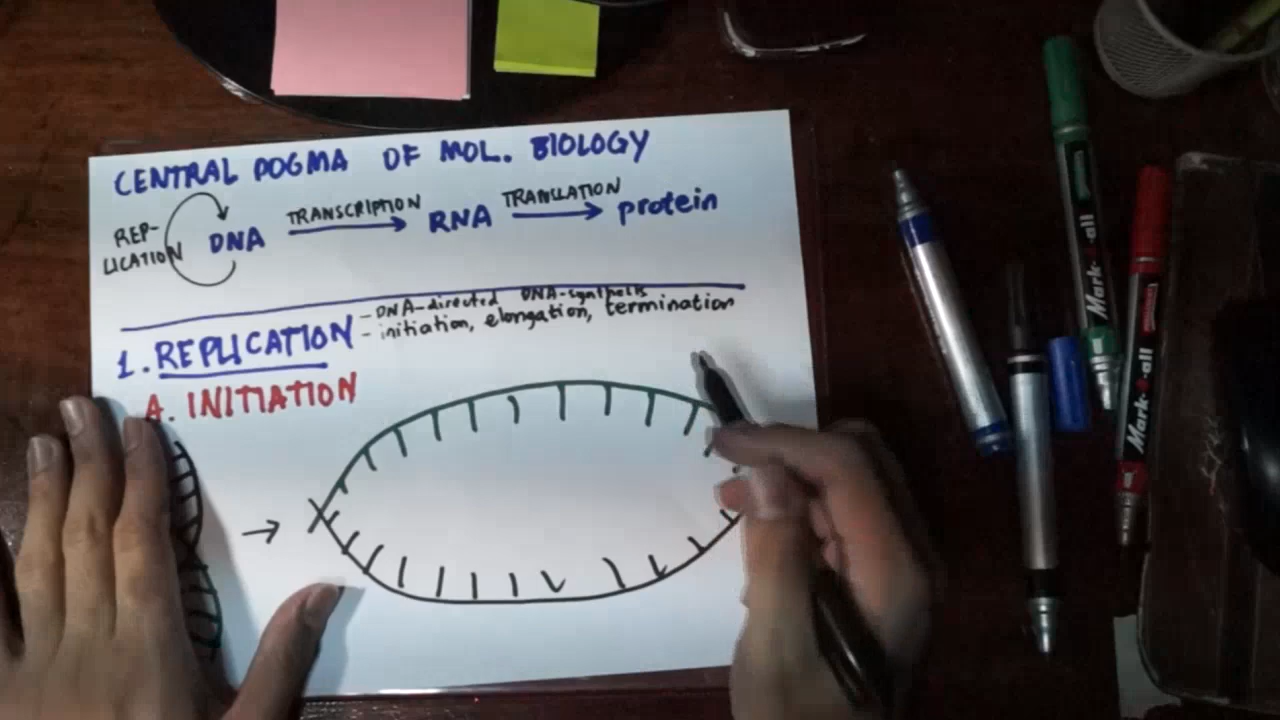 CENTRAL DOGMA OF MOL. BIOLOGY
REP-
LICATION
DNA TRANSCRIPTION RNA TRANSLATION protein
1. REPLICATION
- DNA-directed DNA-synthesis
- initiation, elongation, termination
A. INITIATION
Mark-all
Mark-all